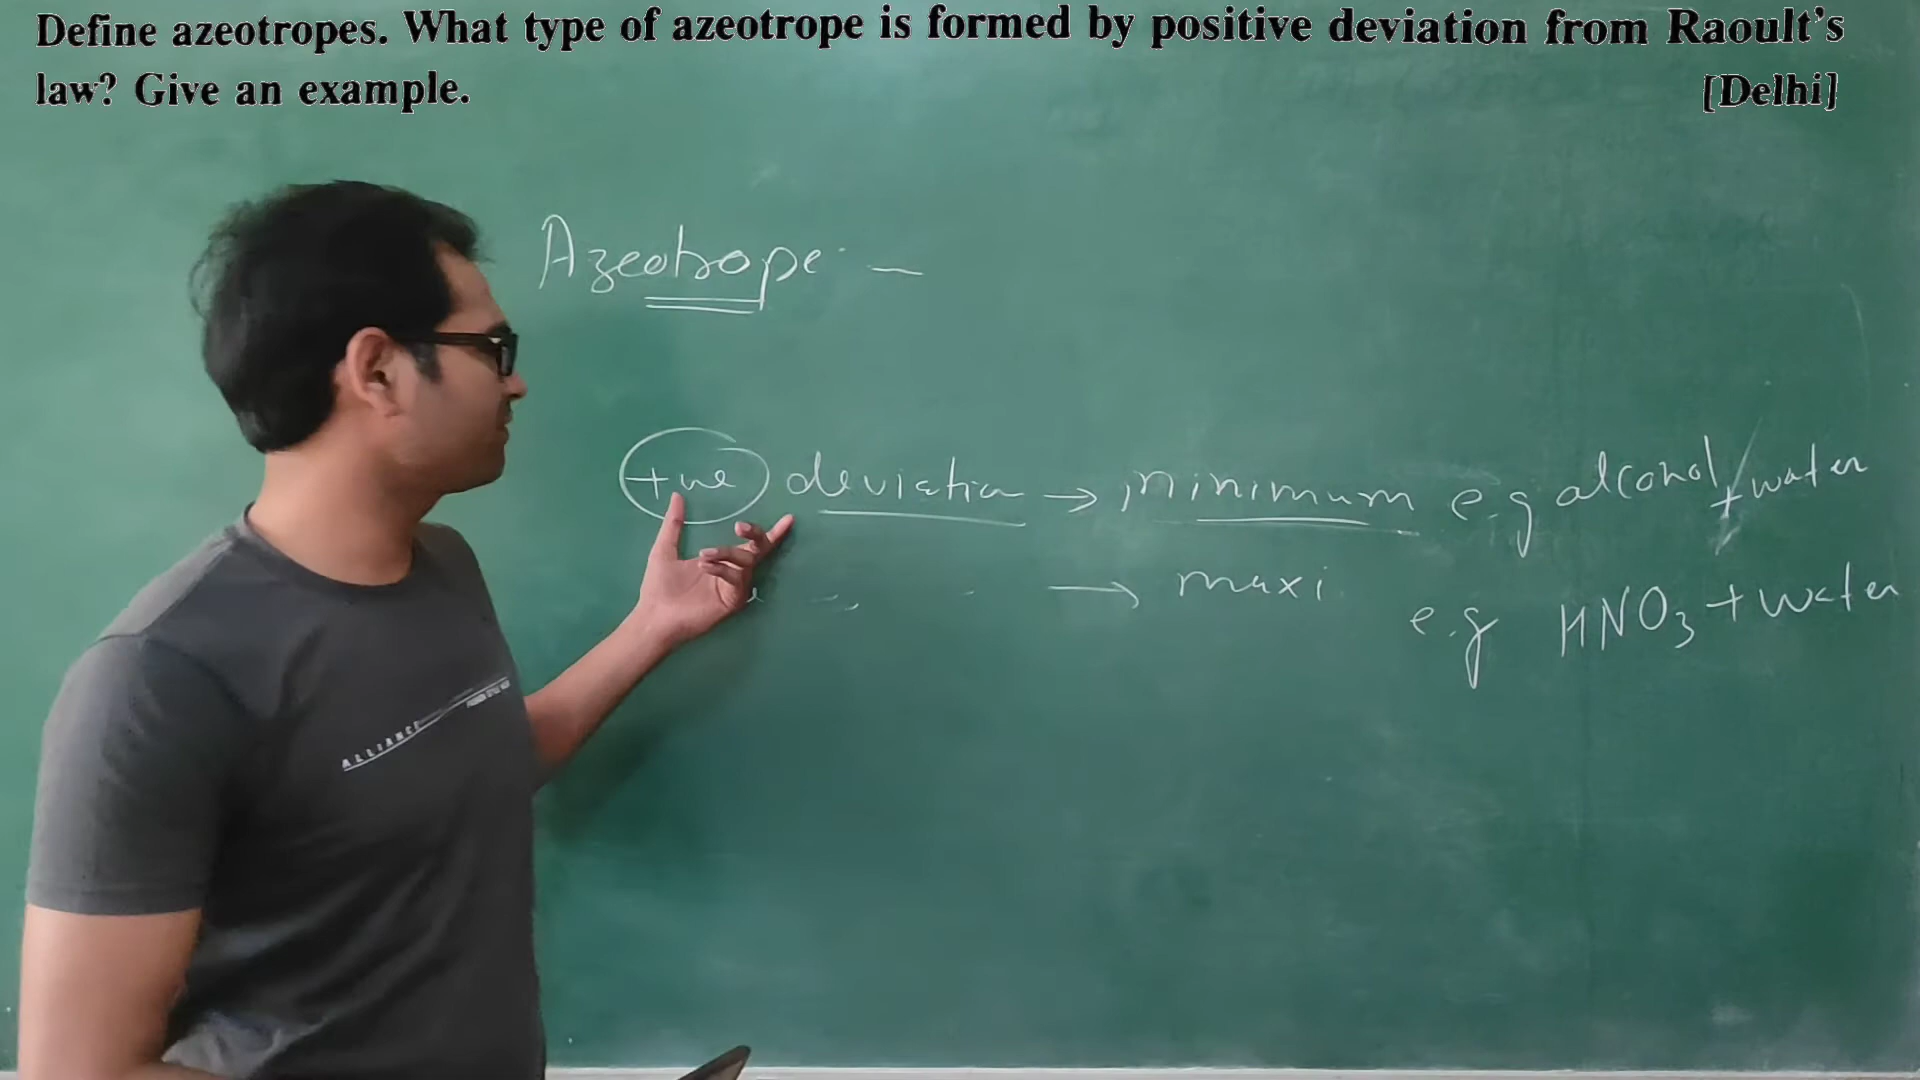 Define azeotropes. What type of azeotrope is formed by positive deviation from Raoult's
law? Give an example. [Delhi]
Azeotrope -
+ve deviation → minimum e.g alcohol + water
→ maxi e.g HNO3 + water
ALLIANCE